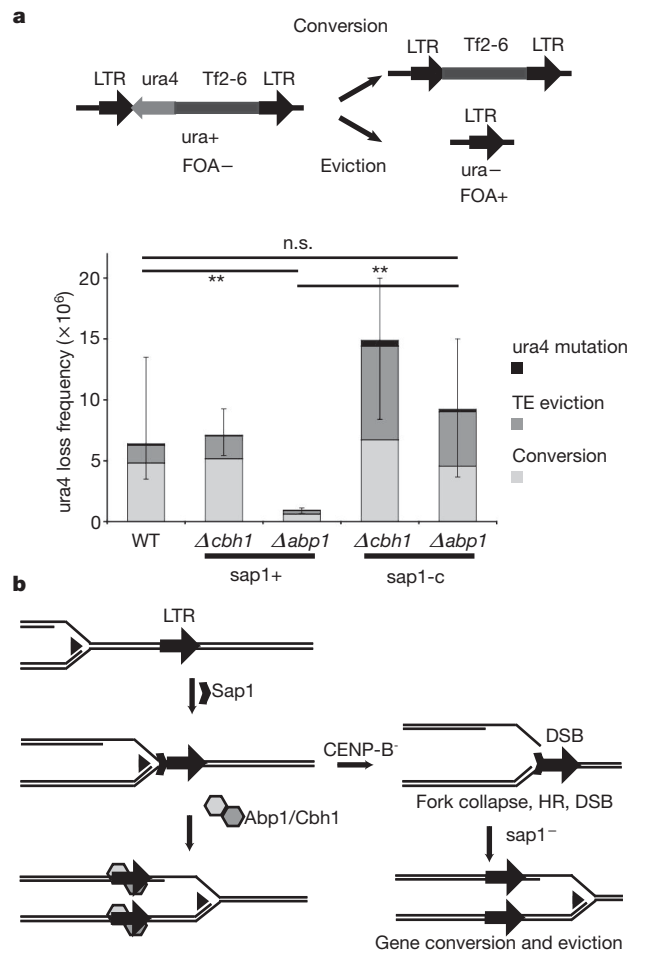 a
Conversion
LTR ura4 Tf2-6 LTR
LTR Tf2-6 LTR
ura+
FOA−
Eviction
LTR
ura−
FOA+
n.s.
**
**
ura4 loss frequency (×10⁶)
20
15
10
5
0
WT Δcbh1 Δabp1 Δcbh1 Δabp1
sap1+ sap1-c
ura4 mutation
TE eviction
Conversion
b
LTR
Sap1
CENP-B⁻
DSB
Abp1/Cbh1
Fork collapse, HR, DSB
sap1⁻
Gene conversion and eviction